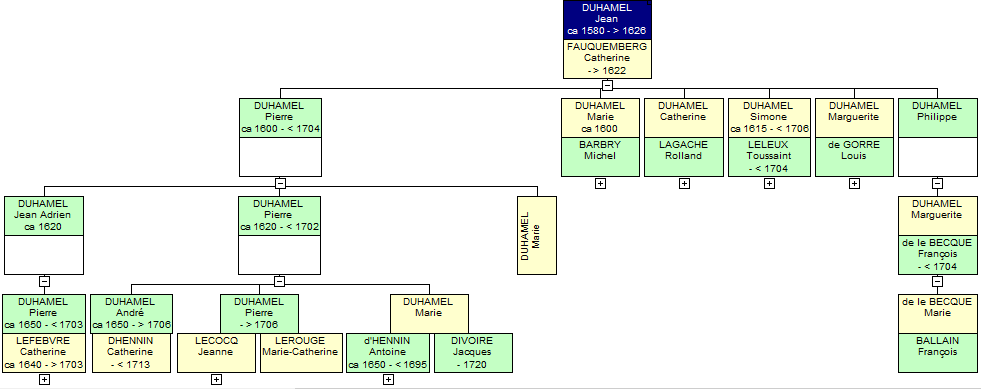 DUHAMEL
Jean
ca 1580 - > 1626
FAUQUEMBERG
Catherine
- > 1622
DUHAMEL
Pierre
ca 1600 - < 1704
DUHAMEL
Marie
ca 1600
BARBRY
Michel
DUHAMEL
Catherine
LAGACHE
Rolland
DUHAMEL
Simone
ca 1615 - < 1706
LELEUX
Toussaint
- < 1704
DUHAMEL
Marguerite
de GORRE
Louis
DUHAMEL
Philippe
DUHAMEL
Jean Adrien
ca 1620
DUHAMEL
Pierre
ca 1620 - < 1702
DUHAMEL
Marie
DUHAMEL
Marguerite
de le BECQUE
François
- < 1704
DUHAMEL
Pierre
ca 1650 - < 1703
LEFEBVRE
Catherine
ca 1640 - > 1703
DUHAMEL
André
ca 1650 - > 1706
DHENNIN
Catherine
- < 1713
DUHAMEL
Pierre
- > 1706
LECOCQ
Jeanne
LEROUGE
Marie-Catherine
DUHAMEL
Marie
d'HENNIN
Antoine
ca 1650 - < 1695
DIVOIRE
Jacques
- 1720
de le BECQUE
Marie
BALLAIN
François